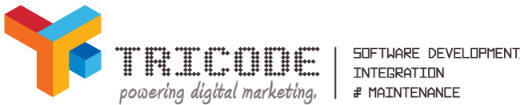 TRICODE
powering digital marketing.
SOFTWARE DEVELOPMENT,
INTEGRATION
# MAINTENANCE